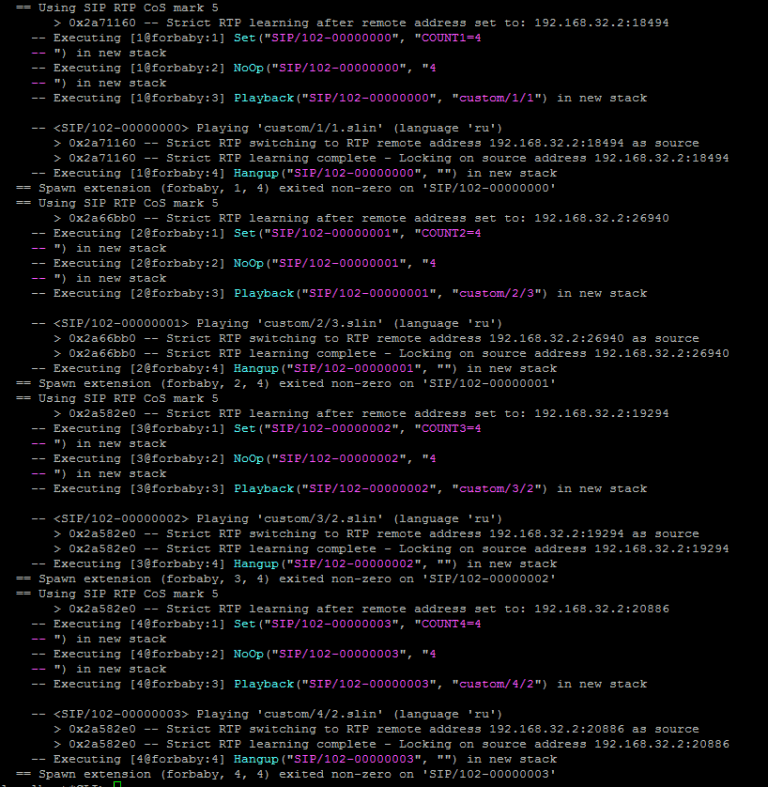 == Using SIP RTP CoS mark 5
> 0x2a71160 -- Strict RTP learning after remote address set to: 192.168.32.2:18494
-- Executing [1@forbaby:1] Set("SIP/102-00000000", "COUNT1=4
-- ") in new stack
-- Executing [1@forbaby:2] NoOp("SIP/102-00000000", "4
-- ") in new stack
-- Executing [1@forbaby:3] Playback("SIP/102-00000000", "custom/1/1") in new stack
-- <SIP/102-00000000> Playing 'custom/1/1.slin' (language 'ru')
> 0x2a71160 -- Strict RTP switching to RTP remote address 192.168.32.2:18494 as source
> 0x2a71160 -- Strict RTP learning complete - Locking on source address 192.168.32.2:18494
-- Executing [1@forbaby:4] Hangup("SIP/102-00000000", "") in new stack
== Spawn extension (forbaby, 1, 4) exited non-zero on 'SIP/102-00000000'
== Using SIP RTP CoS mark 5
> 0x2a66bb0 -- Strict RTP learning after remote address set to: 192.168.32.2:26940
-- Executing [2@forbaby:1] Set("SIP/102-00000001", "COUNT2=4
-- ") in new stack
-- Executing [2@forbaby:2] NoOp("SIP/102-00000001", "4
-- ") in new stack
-- Executing [2@forbaby:3] Playback("SIP/102-00000001", "custom/2/3") in new stack
-- <SIP/102-00000001> Playing 'custom/2/3.slin' (language 'ru')
> 0x2a66bb0 -- Strict RTP switching to RTP remote address 192.168.32.2:26940 as source
> 0x2a66bb0 -- Strict RTP learning complete - Locking on source address 192.168.32.2:26940
-- Executing [2@forbaby:4] Hangup("SIP/102-00000001", "") in new stack
== Spawn extension (forbaby, 2, 4) exited non-zero on 'SIP/102-00000001'
== Using SIP RTP CoS mark 5
> 0x2a582e0 -- Strict RTP learning after remote address set to: 192.168.32.2:19294
-- Executing [3@forbaby:1] Set("SIP/102-00000002", "COUNT3=4
-- ") in new stack
-- Executing [3@forbaby:2] NoOp("SIP/102-00000002", "4
-- ") in new stack
-- Executing [3@forbaby:3] Playback("SIP/102-00000002", "custom/3/2") in new stack
-- <SIP/102-00000002> Playing 'custom/3/2.slin' (language 'ru')
> 0x2a582e0 -- Strict RTP switching to RTP remote address 192.168.32.2:19294 as source
> 0x2a582e0 -- Strict RTP learning complete - Locking on source address 192.168.32.2:19294
-- Executing [3@forbaby:4] Hangup("SIP/102-00000002", "") in new stack
== Spawn extension (forbaby, 3, 4) exited non-zero on 'SIP/102-00000002'
== Using SIP RTP CoS mark 5
> 0x2a582e0 -- Strict RTP learning after remote address set to: 192.168.32.2:20886
-- Executing [4@forbaby:1] Set("SIP/102-00000003", "COUNT4=4
-- ") in new stack
-- Executing [4@forbaby:2] NoOp("SIP/102-00000003", "4
-- ") in new stack
-- Executing [4@forbaby:3] Playback("SIP/102-00000003", "custom/4/2") in new stack
-- <SIP/102-00000003> Playing 'custom/4/2.slin' (language 'ru')
> 0x2a582e0 -- Strict RTP switching to RTP remote address 192.168.32.2:20886 as source
> 0x2a582e0 -- Strict RTP learning complete - Locking on source address 192.168.32.2:20886
-- Executing [4@forbaby:4] Hangup("SIP/102-00000003", "") in new stack
== Spawn extension (forbaby, 4, 4) exited non-zero on 'SIP/102-00000003'